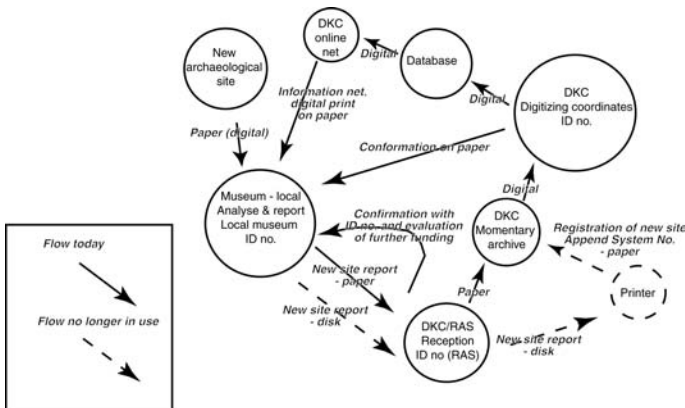 New
archaeological
site
DKC
online
net
Digital
Database
Digital
DKC
Digitizing coordinates
ID no.
Information net.
digital print
on paper
Paper (digital)
Conformation on paper
Museum - local
Analyse & report
Local museum
ID no.
Confirmation with
ID no. and evaluation
of further funding
Digital
DKC
Momentary
archive
Registration of new site
Append System No.
- paper
Printer
New site report
- paper
Paper
New site report
- disk
DKC/RAS
Reception
ID no (RAS)
New site report
- disk
Flow today
Flow no longer in use